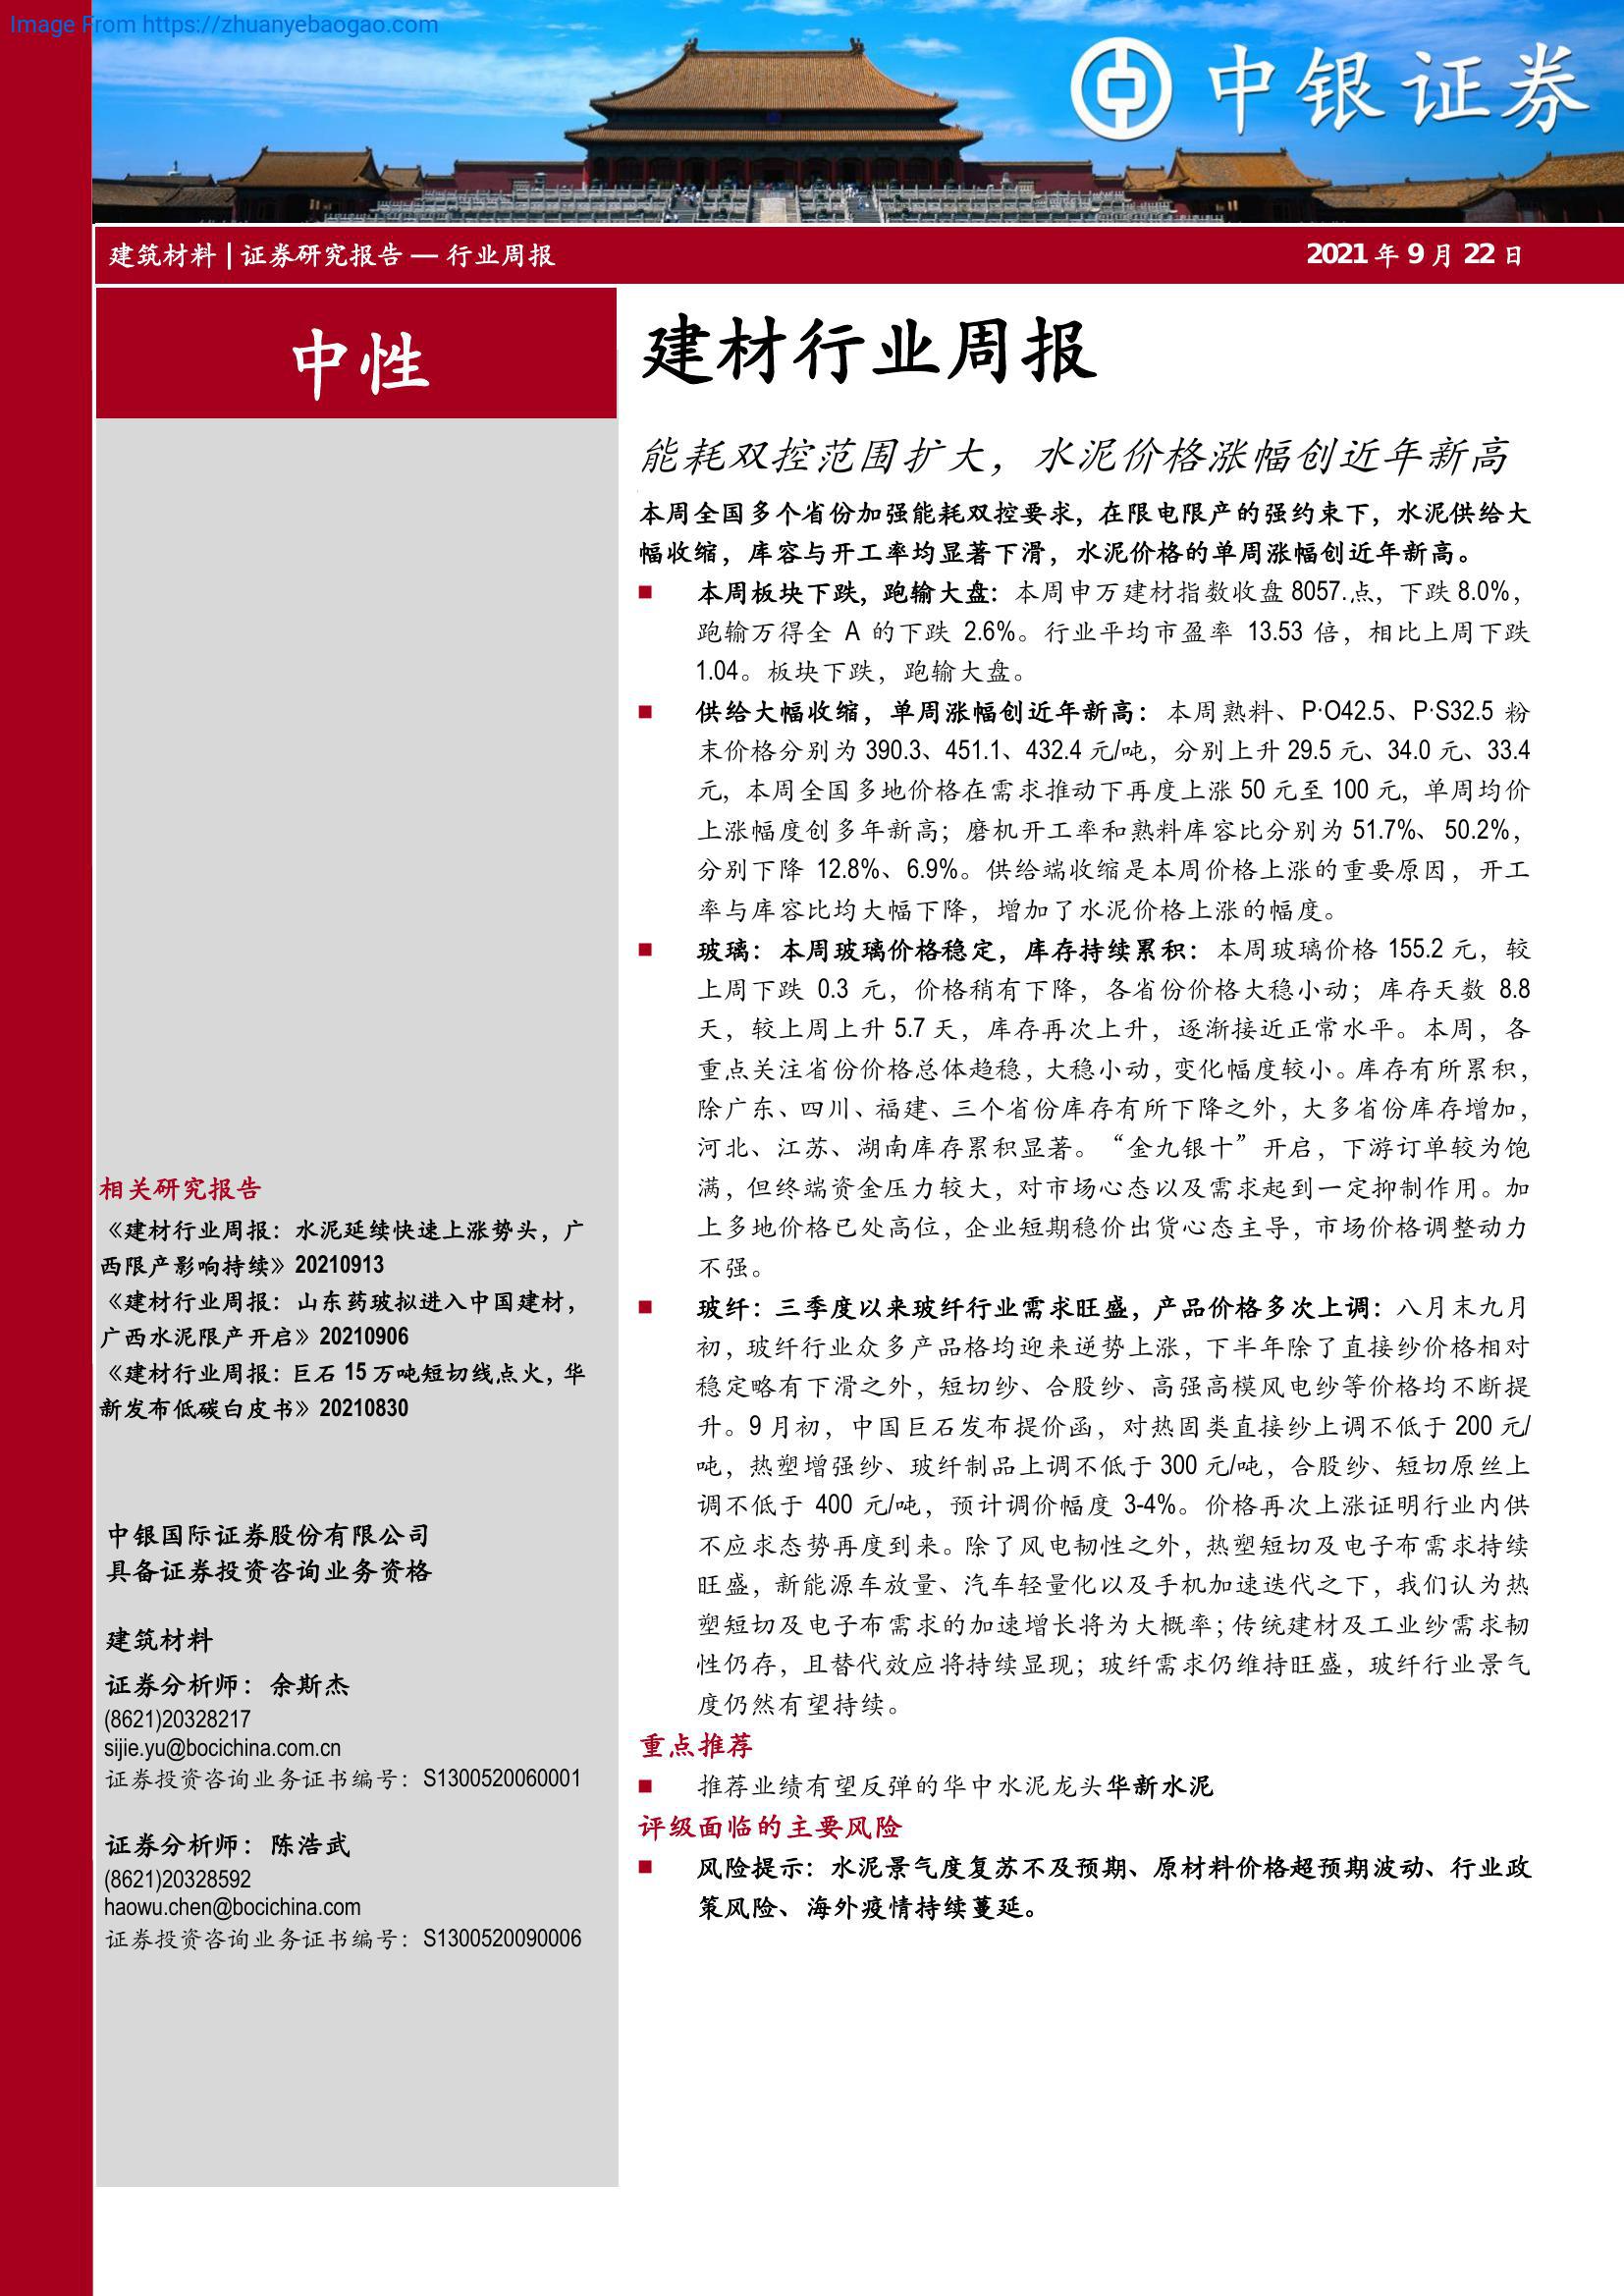 Image From https://zhuanyebaogao.com
中银证券
建筑材料 | 证券研究报告 — 行业周报
2021 年 9 月 22 日
中性
建材行业周报
能耗双控范围扩大，水泥价格涨幅创近年新高
本周全国多个省份加强能耗双控要求，在限电限产的强约束下，水泥供给大
幅收缩，库容与开工率均显著下滑，水泥价格的单周涨幅创近年新高。
■ 本周板块下跌，跑输大盘：本周申万建材指数收盘 8057.点，下跌 8.0%，
跑输万得全 A 的下跌 2.6%。行业平均市盈率 13.53 倍，相比上周下跌
1.04。板块下跌，跑输大盘。
■ 供给大幅收缩，单周涨幅创近年新高：本周熟料、P·O42.5、P·S32.5 粉
末价格分别为 390.3、451.1、432.4 元/吨，分别上升 29.5 元、34.0 元、33.4
元，本周全国多地价格在需求推动下再度上涨 50 元至 100 元，单周均价
上涨幅度创多年新高；磨机开工率和熟料库容比分别为 51.7%、50.2%，
分别下降 12.8%、6.9%。供给端收缩是本周价格上涨的重要原因，开工
率与库容比均大幅下降，增加了水泥价格上涨的幅度。
■ 玻璃：本周玻璃价格稳定，库存持续累积：本周玻璃价格 155.2 元，较
上周下跌 0.3 元，价格稍有下降，各省份价格大稳小动；库存天数 8.8
天，较上周上升 5.7 天，库存再次上升，逐渐接近正常水平。本周，各
重点关注省份价格总体趋稳，大稳小动，变化幅度较小。库存有所累积，
除广东、四川、福建、三个省份库存有所下降之外，大多省份库存增加，
河北、江苏、湖南库存累积显著。“金九银十”开启，下游订单较为饱
满，但终端资金压力较大，对市场心态以及需求起到一定抑制作用。加
上多地价格已处高位，企业短期稳价出货心态主导，市场价格调整动力
不强。
■ 玻纤：三季度以来玻纤行业需求旺盛，产品价格多次上调：八月末九月
初，玻纤行业众多产品格均迎来逆势上涨，下半年除了直接纱价格相对
稳定略有下滑之外，短切纱、合股纱、高强高模风电纱等价格均不断提
升。9 月初，中国巨石发布提价函，对热固类直接纱上调不低于 200 元/
吨，热塑增强纱、玻纤制品上调不低于 300 元/吨，合股纱、短切原丝上
调不低于 400 元/吨，预计调价幅度 3-4%。价格再次上涨证明行业内供
不应求态势再度到来。除了风电韧性之外，热塑短切及电子布需求持续
旺盛，新能源车放量、汽车轻量化以及手机加速迭代之下，我们认为热
塑短切及电子布需求的加速增长将为大概率；传统建材及工业纱需求韧
性仍存，且替代效应将持续显现；玻纤需求仍维持旺盛，玻纤行业景气
度仍然有望持续。
重点推荐
■ 推荐业绩有望反弹的华中水泥龙头华新水泥
评级面临的主要风险
■ 风险提示：水泥景气度复苏不及预期、原材料价格超预期波动、行业政
策风险、海外疫情持续蔓延。
相关研究报告
《建材行业周报：水泥延续快速上涨势头，广
西限产影响持续》20210913
《建材行业周报：山东药玻拟进入中国建材，
广西水泥限产开启》20210906
《建材行业周报：巨石 15 万吨短切线点火，华
新发布低碳白皮书》20210830
中银国际证券股份有限公司
具备证券投资咨询业务资格
建筑材料
证券分析师：余斯杰
(8621)20328217
sijie.yu@bocichina.com.cn
证券投资咨询业务证书编号：S1300520060001
证券分析师：陈浩武
(8621)20328592
haowu.chen@bocichina.com
证券投资咨询业务证书编号：S1300520090006